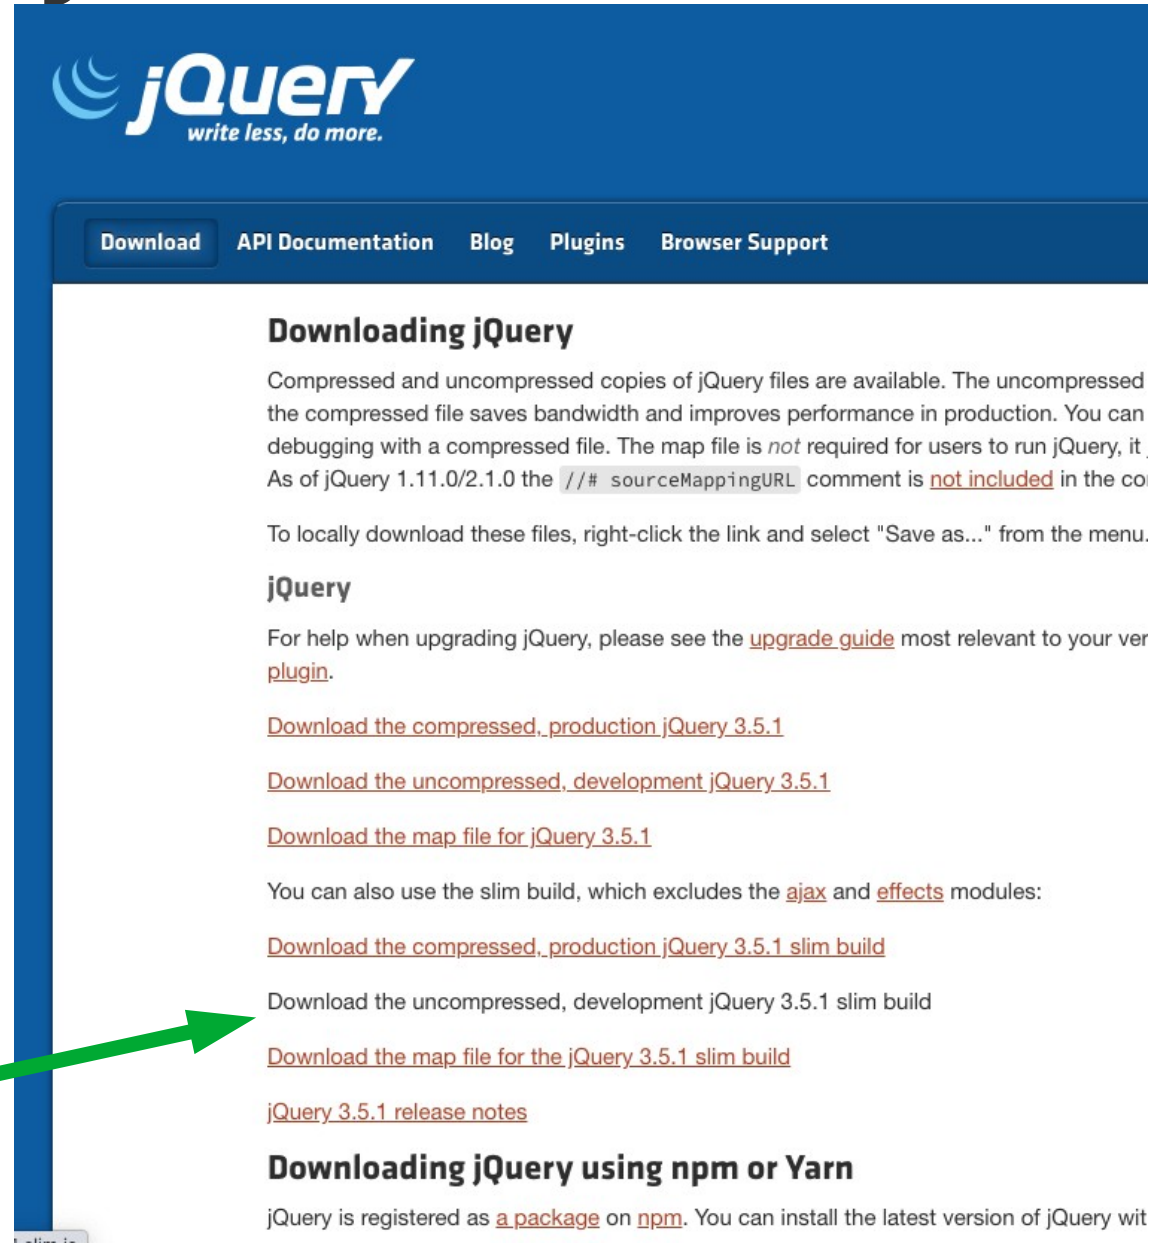 jQuery
write less, do more.
Download API Documentation Blog Plugins Browser Support
Downloading jQuery
Compressed and uncompressed copies of jQuery files are available. The uncompressed
the compressed file saves bandwidth and improves performance in production. You can
debugging with a compressed file. The map file is not required for users to run jQuery, it
As of jQuery 1.11.0/2.1.0 the //# sourceMappingURL comment is not included in the co
To locally download these files, right-click the link and select "Save as..." from the menu.
jQuery
For help when upgrading jQuery, please see the upgrade guide most relevant to your ver
plugin.
Download the compressed, production jQuery 3.5.1
Download the uncompressed, development jQuery 3.5.1
Download the map file for jQuery 3.5.1
You can also use the slim build, which excludes the ajax and effects modules:
Download the compressed, production jQuery 3.5.1 slim build
Download the uncompressed, development jQuery 3.5.1 slim build
Download the map file for the jQuery 3.5.1 slim build
jQuery 3.5.1 release notes
Downloading jQuery using npm or Yarn
jQuery is registered as a package on npm. You can install the latest version of jQuery wit